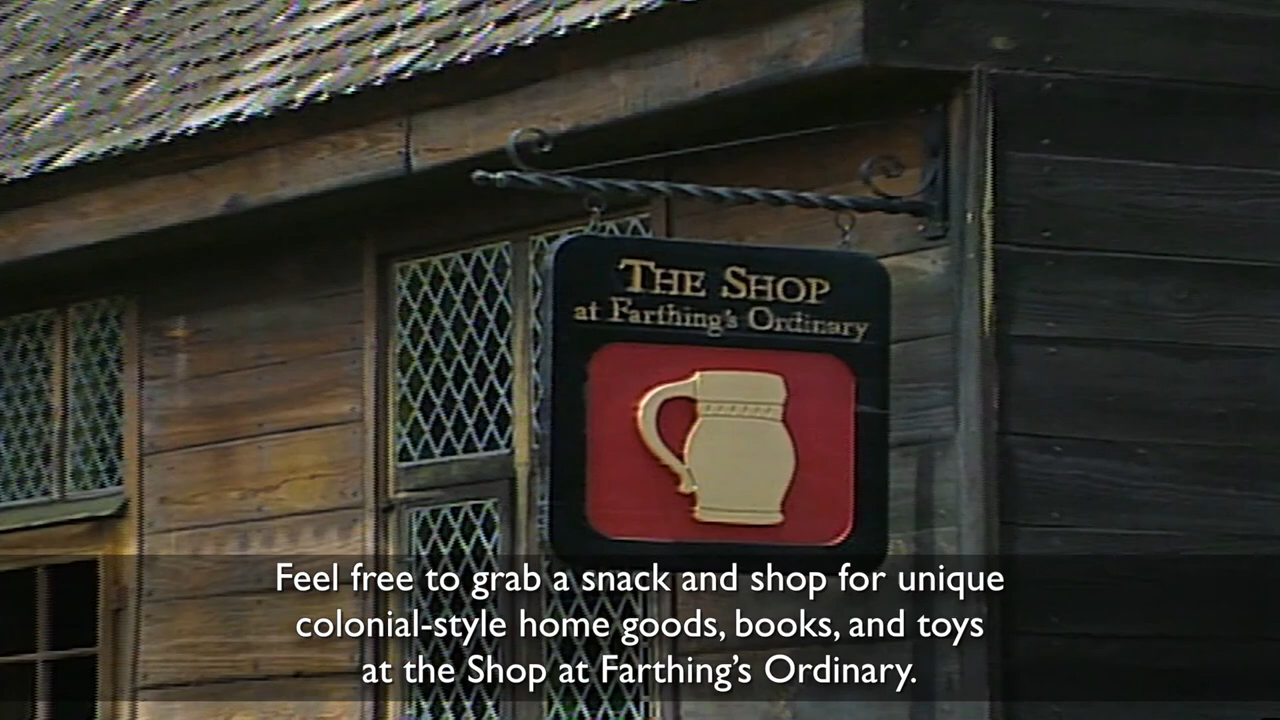 THE SHOP
at Farthing's Ordinary
Feel free to grab a snack and shop for unique
colonial-style home goods, books, and toys
at the Shop at Farthing’s Ordinary.